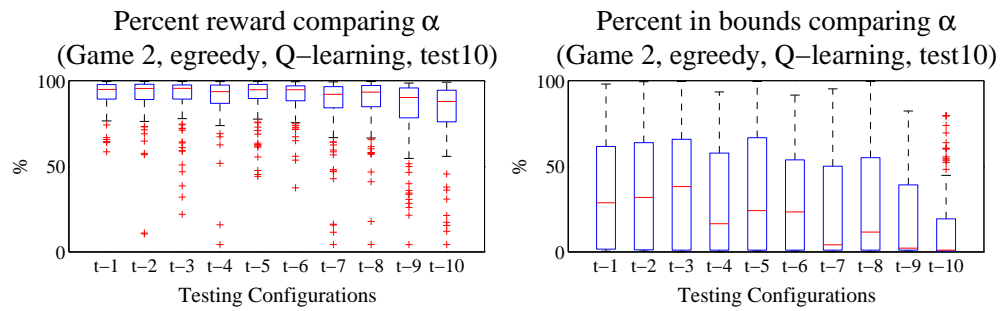 Percent reward comparing α
(Game 2, egreedy, Q−learning, test10)
100
50
0
%
t−1 t−2 t−3 t−4 t−5 t−6 t−7 t−8 t−9 t−10
Testing Configurations
Percent in bounds comparing α
(Game 2, egreedy, Q−learning, test10)
100
50
0
%
t−1 t−2 t−3 t−4 t−5 t−6 t−7 t−8 t−9 t−10
Testing Configurations